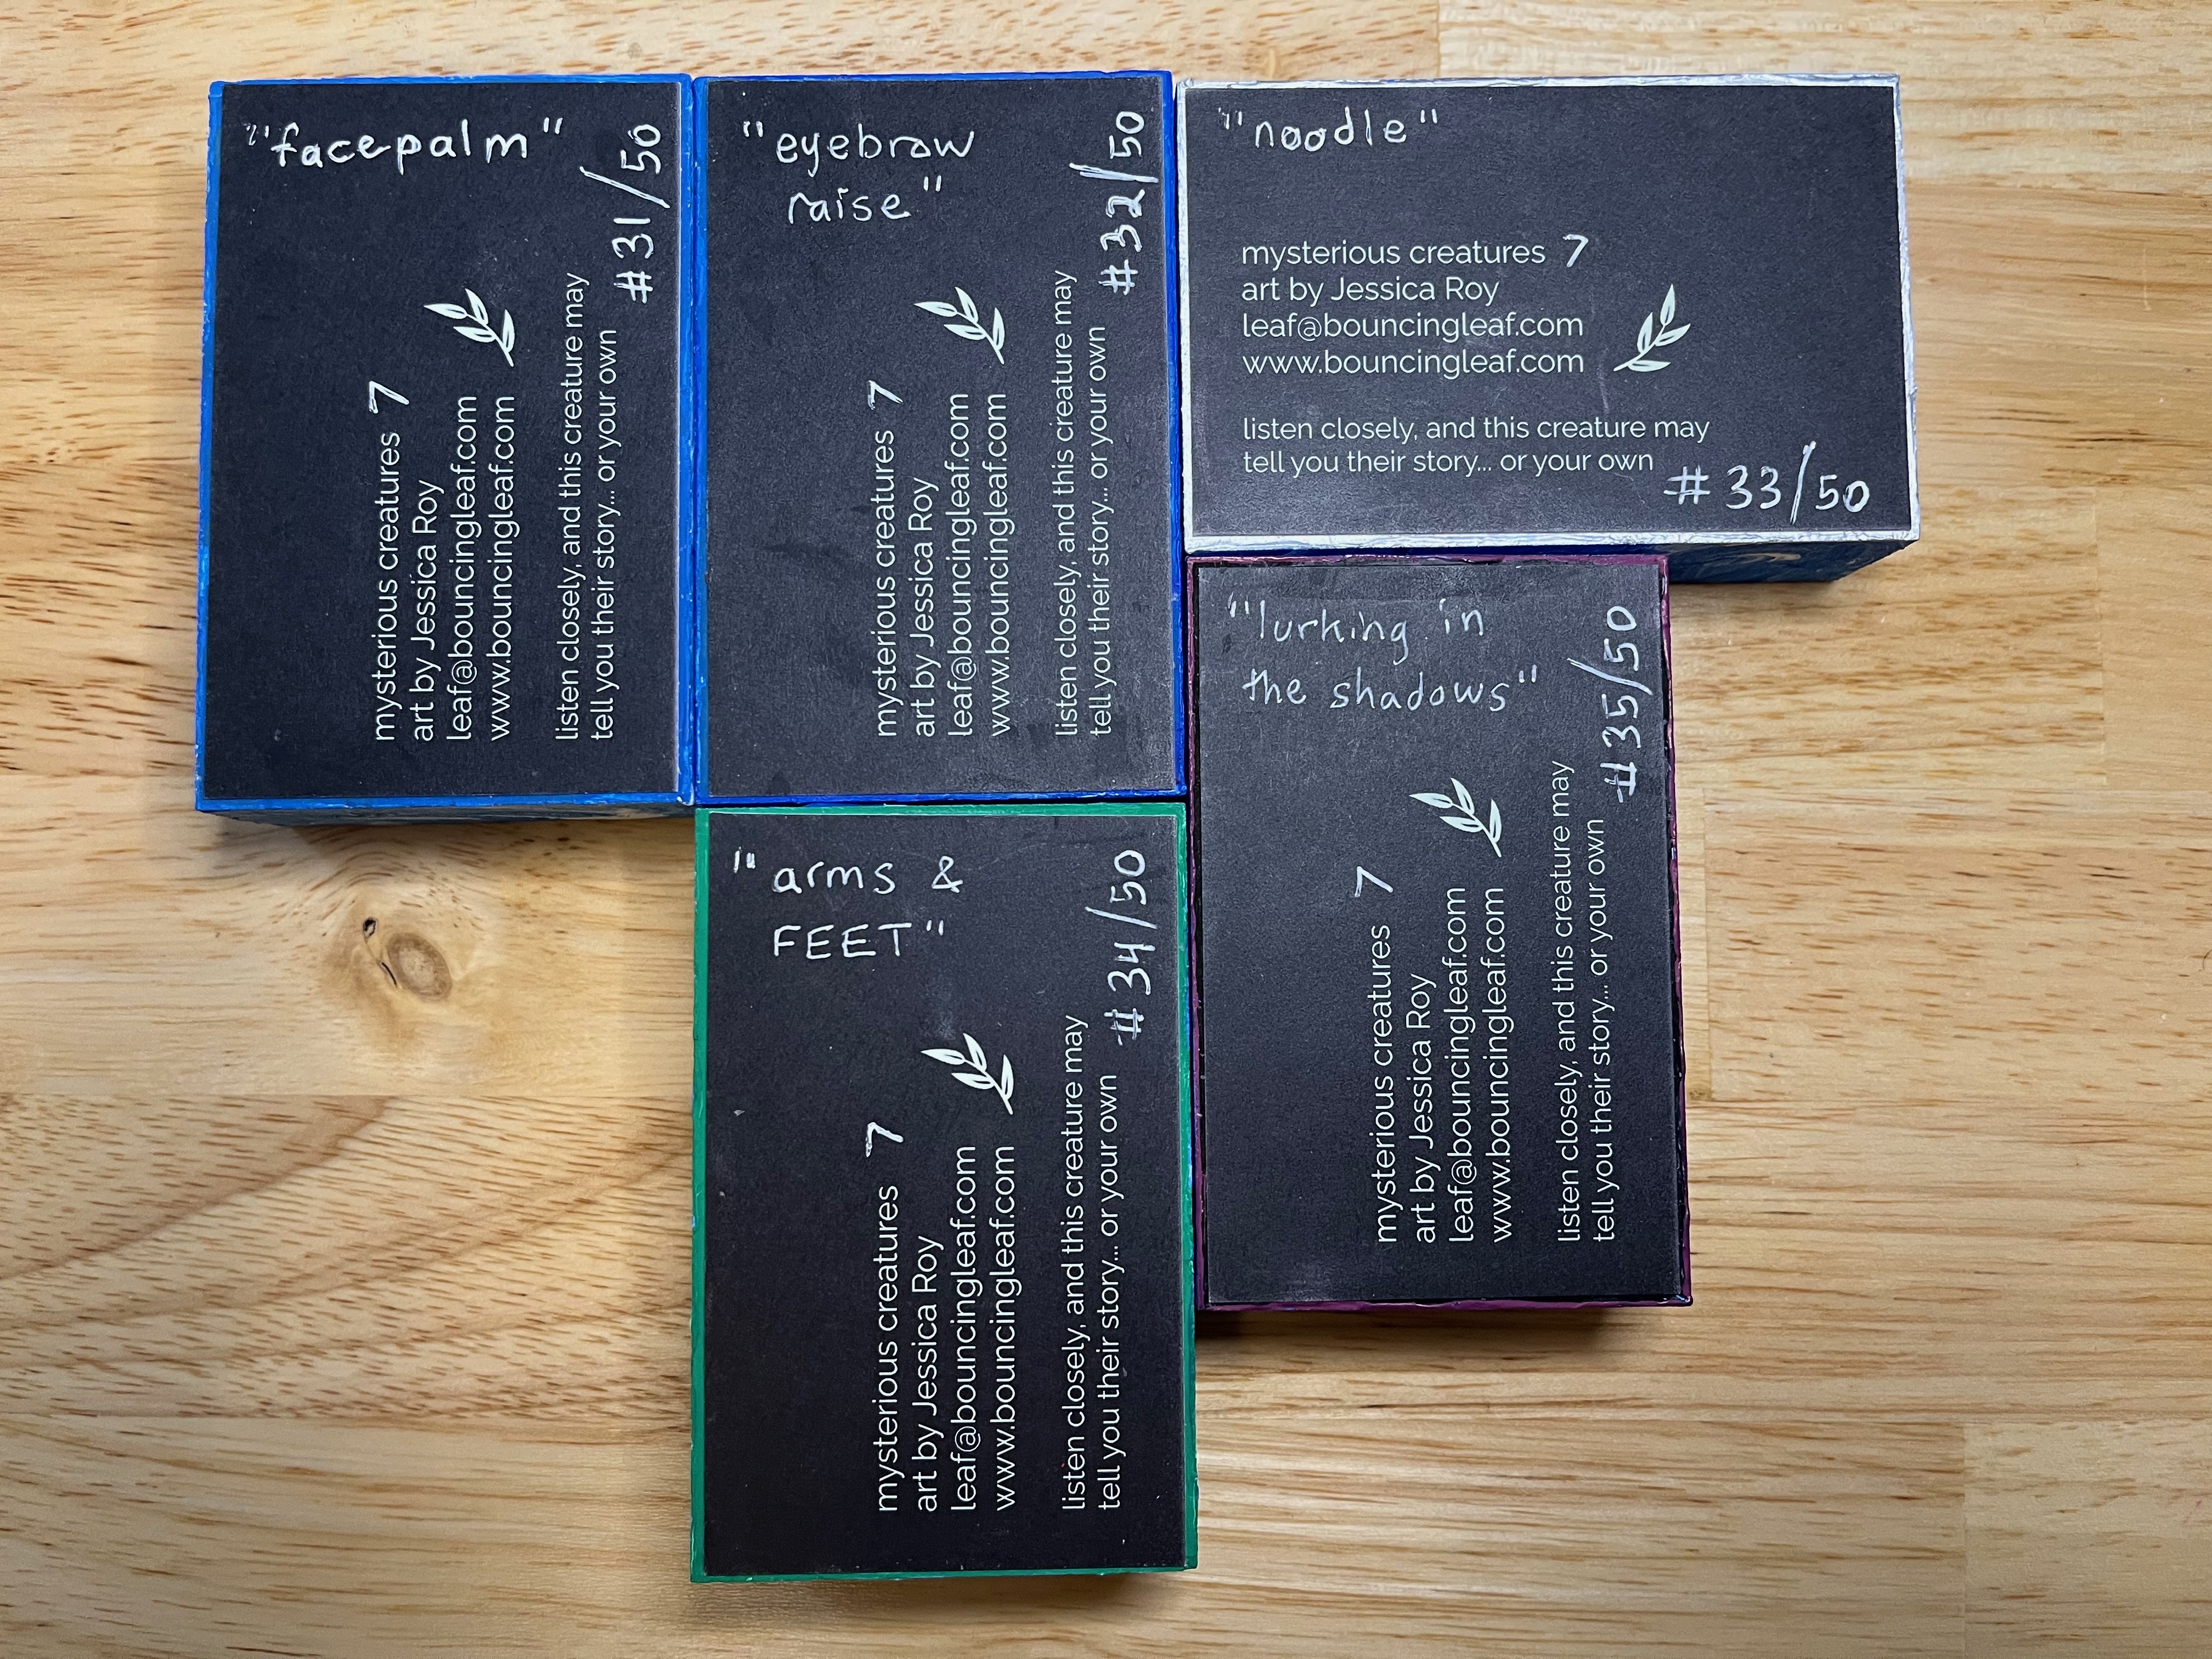 "facepalm"
mysterious creatures 7
art by Jessica Roy
leaf@bouncingleaf.com
www.bouncingleaf.com
listen closely, and this creature may
tell you their story... or your own
#31/50
"eyebrow
raise"
mysterious creatures 7
art by Jessica Roy
leaf@bouncingleaf.com
www.bouncingleaf.com
listen closely, and this creature may
tell you their story... or your own
#32/50
"noodle"
mysterious creatures 7
art by Jessica Roy
leaf@bouncingleaf.com
www.bouncingleaf.com
listen closely, and this creature may
tell you their story... or your own
#33/50
"arms &
FEET"
mysterious creatures 7
art by Jessica Roy
leaf@bouncingleaf.com
www.bouncingleaf.com
listen closely, and this creature may
tell you their story... or your own
#34/50
"lurking in
the shadows"
mysterious creatures 7
art by Jessica Roy
leaf@bouncingleaf.com
www.bouncingleaf.com
listen closely, and this creature may
tell you their story... or your own
#35/50